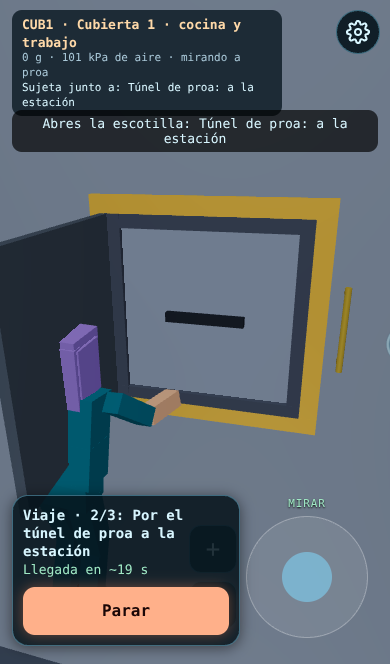 CUB1 · Cubierta 1 · cocina y
trabajo
0 g · 101 kPa de aire · mirando a
proa
Sujeta junto a: Túnel de proa: a la
estación
Abres la escotilla: Túnel de proa: a la
estación
MIRAR
Viaje · 2/3: Por el
túnel de proa a la
estación
Llegada en ~19 s
+
Parar